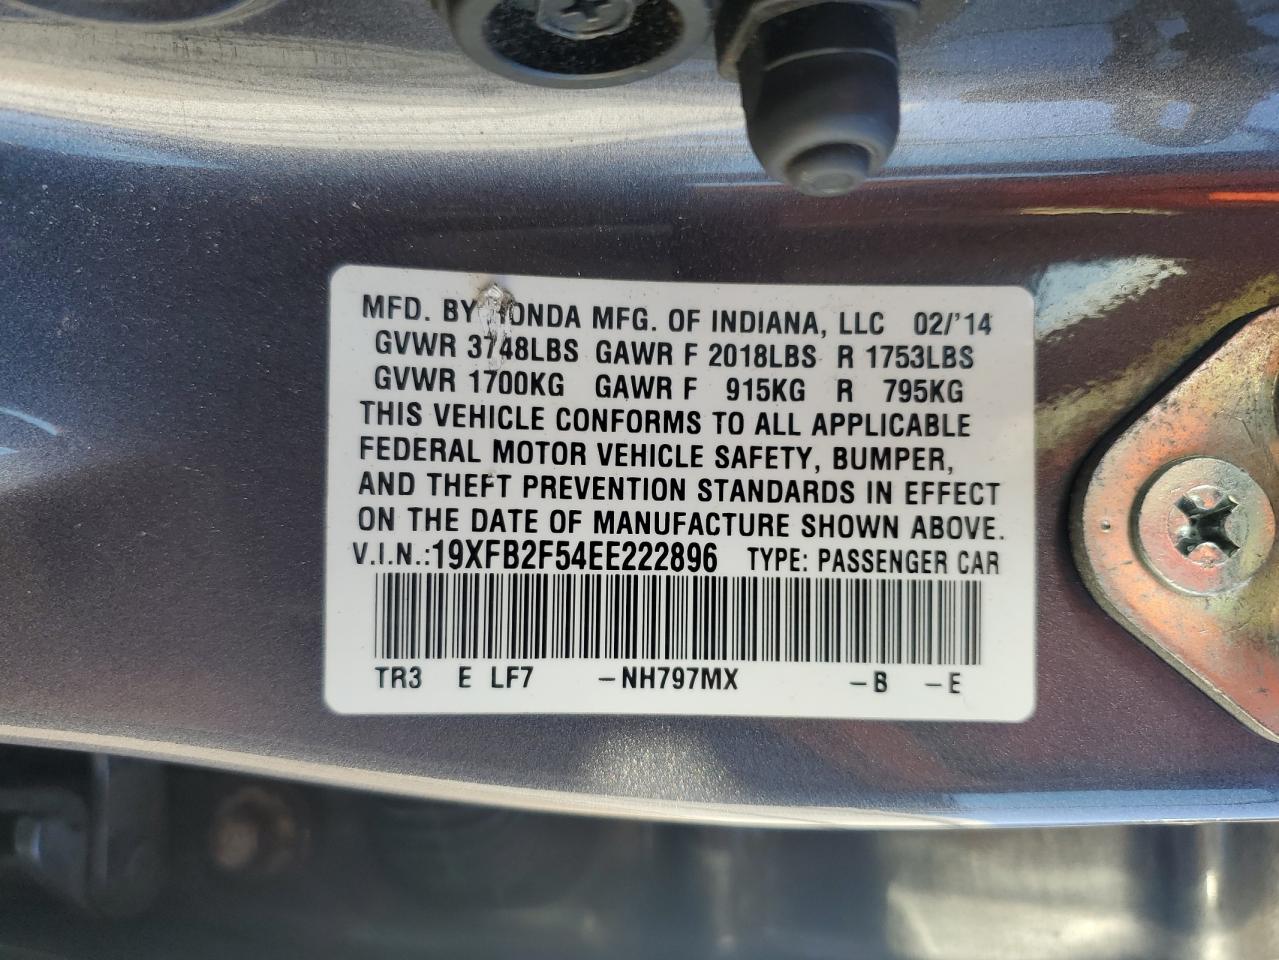 MFD. BY HONDA MFG. OF INDIANA, LLC 02/'14
GVWR 3748LBS GAWR F 2018LBS R 1753LBS
GVWR 1700KG GAWR F 915KG R 795KG
THIS VEHICLE CONFORMS TO ALL APPLICABLE
FEDERAL MOTOR VEHICLE SAFETY, BUMPER,
AND THEFT PREVENTION STANDARDS IN EFFECT
ON THE DATE OF MANUFACTURE SHOWN ABOVE.
V.I.N.:19XFB2F54EE222896 TYPE: PASSENGER CAR
TR3 E LF7 -NH797MX -B -E